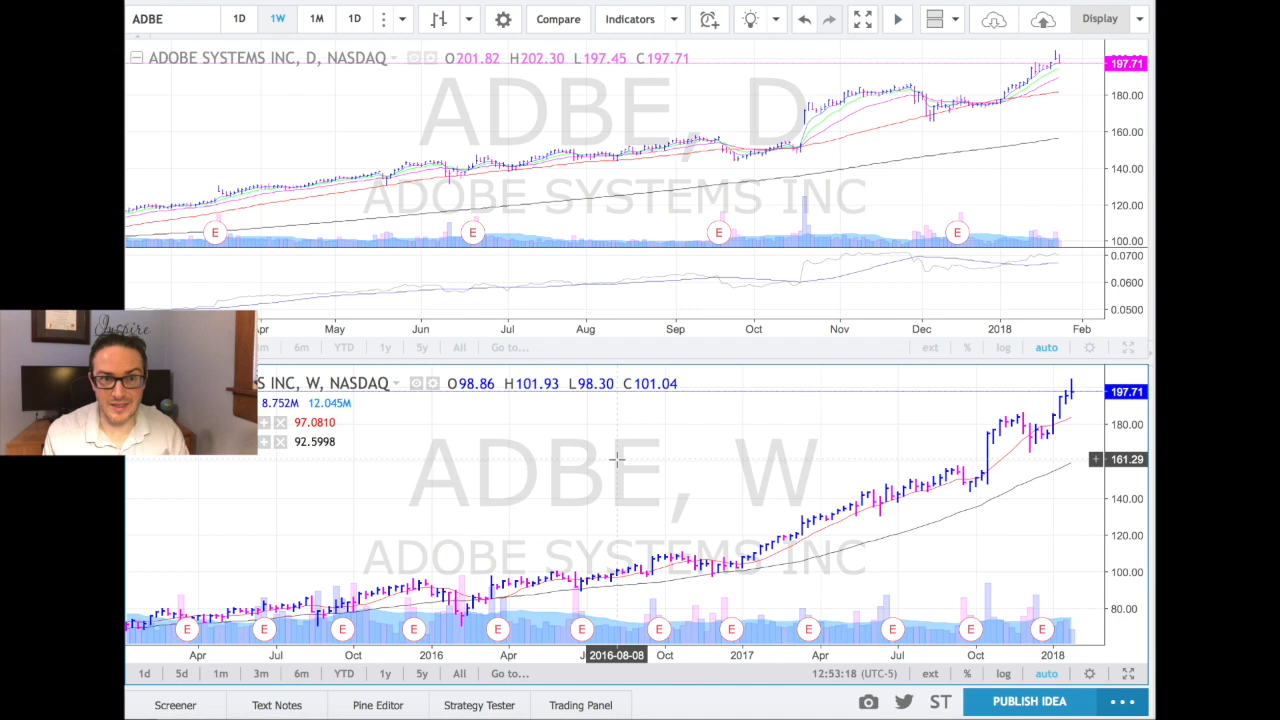 ADBE 1D 1W 1M 1D Compare Indicators Display
ADOBE SYSTEMS INC, D, NASDAQ O201.82 H202.30 L197.45 C197.71
197.71
ADBE, D
ADOBE SYSTEMS INC
180.00
160.00
140.00
120.00
100.00
E E E E
0.0700
0.0500
Inspire
Apr May Jun Jul Aug Sep Oct Nov Dec 2018 Feb
3m 6m YTD 1y 5y All Go to... ext % log auto
S INC, W, NASDAQ O98.86 H101.93 L98.30 C101.04
8.752M 12.045M
97.0810
92.5998
197.71
180.00
161.29
140.00
120.00
100.00
80.00
ADBE, W
ADOBE SYSTEMS INC
E E E E E E E E E E E E
Apr Jul Oct 2016 Apr 2016-08-08 Oct 2017 Apr Jul Oct 2018
1d 5d 1m 3m 6m YTD 1y 5y All Go to... 12:53:18 (UTC-5) ext % log auto
Screener Text Notes Pine Editor Strategy Tester Trading Panel ST PUBLISH IDEA